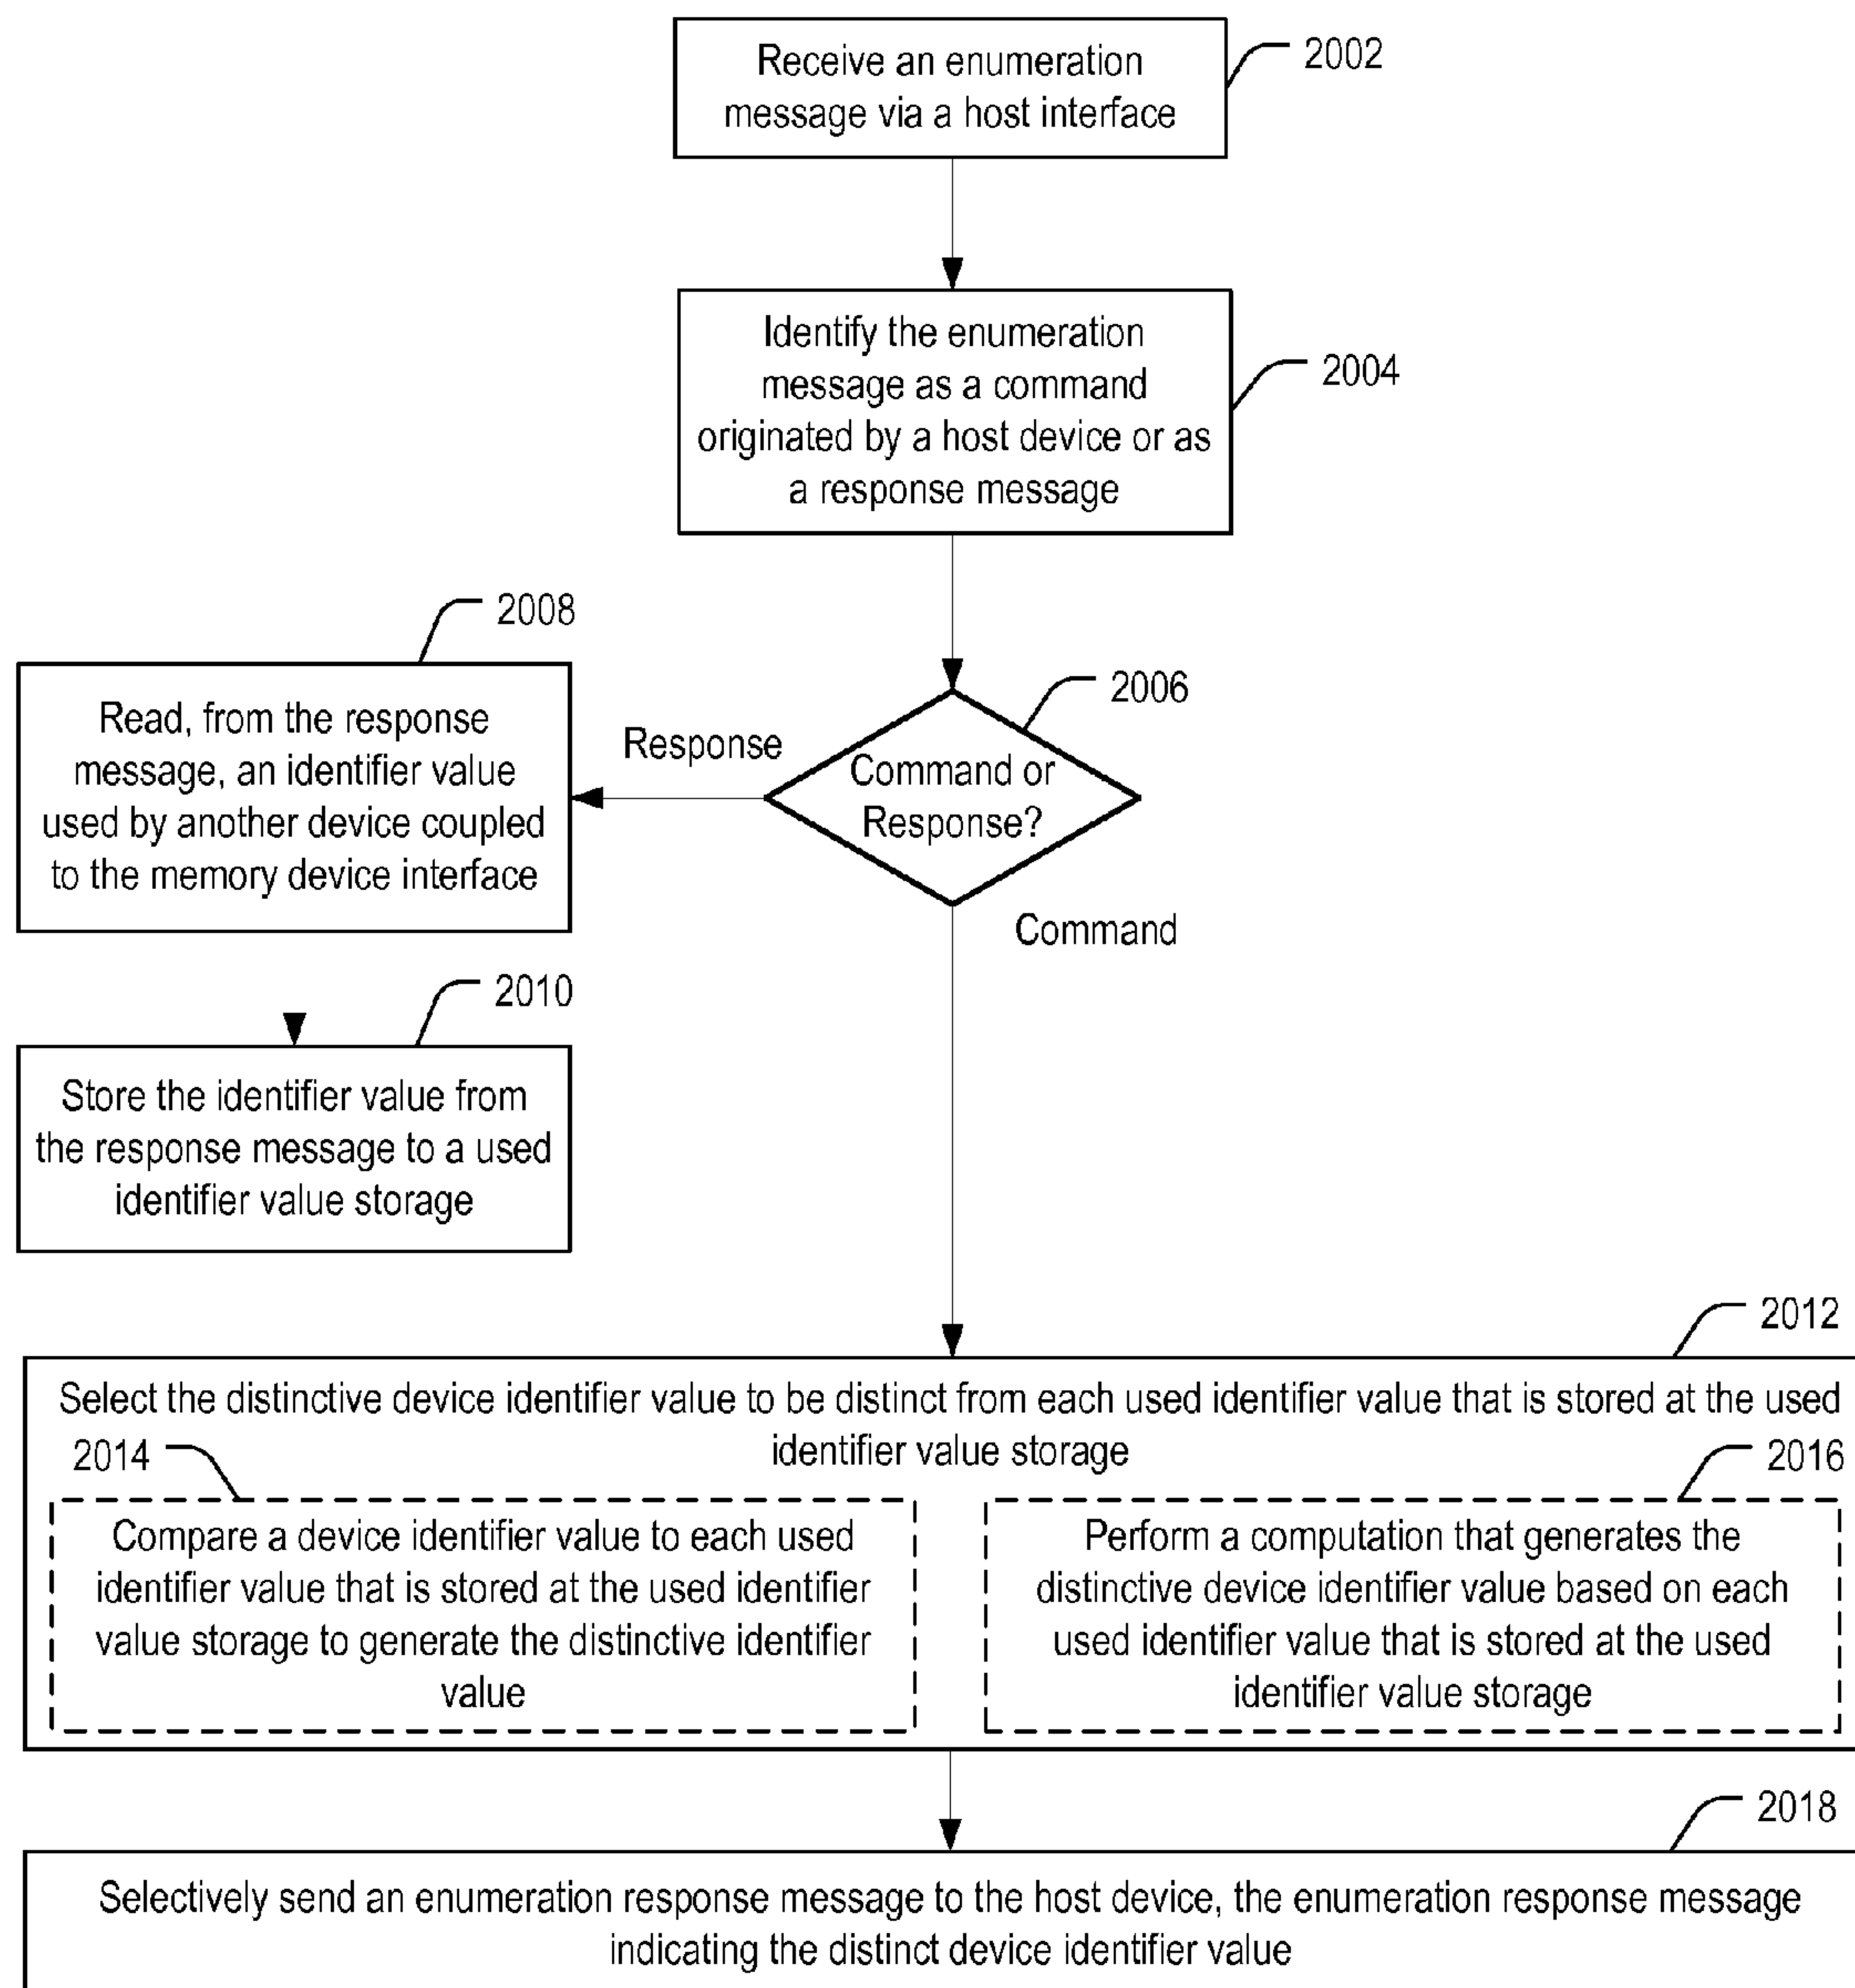 Receive an enumeration
message via a host interface
2002
Identify the enumeration
message as a command
originated by a host device or as
a response message
2004
2008
Read, from the response
message, an identifier value
used by another device coupled
to the memory device interface
Response
2006
Command or
Response?
Command
2010
Store the identifier value from
the response message to a used
identifier value storage
2012
Select the distinctive device identifier value to be distinct from each used identifier value that is stored at the used
identifier value storage
2014
Compare a device identifier value to each used
identifier value that is stored at the used identifier
value storage to generate the distinctive identifier
value
2016
Perform a computation that generates the
distinctive device identifier value based on each
used identifier value that is stored at the used
identifier value storage
2018
Selectively send an enumeration response message to the host device, the enumeration response message
indicating the distinct device identifier value